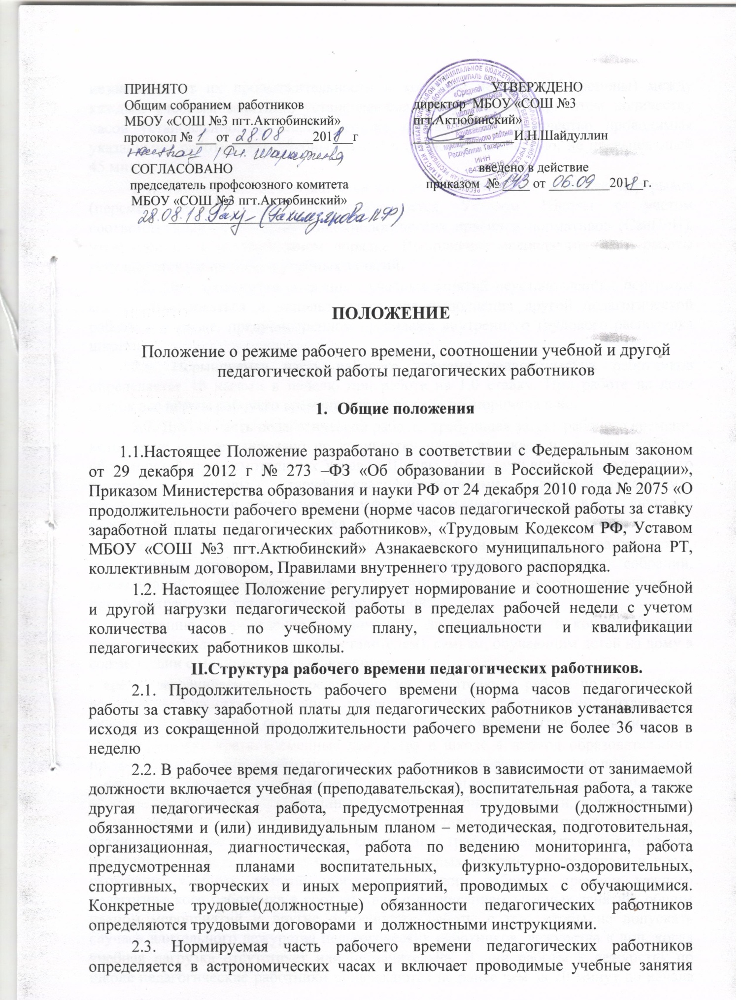 ПРИНЯТО
Общим собранием работников
МБОУ «СОШ №3 пгт.Актюбинский»
протокол № 1 от 28.08 2018 г
СОГЛАСОВАНО
председатель профсоюзного комитета
МБОУ «СОШ №3 пгт.Актюбинский»
28.08.18. (Рахимзянова Л.Ф)
УТВЕРЖДЕНО
директор МБОУ «СОШ №3
пгт.Актюбинский»
И.Н.Шайдуллин
введено в действие
приказом № 143 от 06.09 2018 г.
«Средняя
общеобразовательная
школа №3
п.г.т. Актюбинский»
Азнакаевского
муниципального района
Республики Татарстан
ИНН
ПОЛОЖЕНИЕ
Положение о режиме рабочего времени, соотношении учебной и другой
педагогической работы педагогических работников
1. Общие положения
1.1.Настоящее Положение разработано в соответствии с Федеральным законом
от 29 декабря 2012 г № 273 –ФЗ «Об образовании в Российской Федерации»,
Приказом Министерства образования и науки РФ от 24 декабря 2010 года № 2075 «О
продолжительности рабочего времени (норме часов педагогической работы за ставку
заработной платы педагогических работников», «Трудовым Кодексом РФ, Уставом
МБОУ «СОШ №3 пгт.Актюбинский» Азнакаевского муниципального района РТ,
коллективным договором, Правилами внутреннего трудового распорядка.
1.2. Настоящее Положение регулирует нормирование и соотношение учебной
и другой нагрузки педагогической работы в пределах рабочей недели с учетом
количества часов по учебному плану, специальности и квалификации
педагогических работников школы.
II.Структура рабочего времени педагогических работников.
2.1. Продолжительность рабочего времени (норма часов педагогической
работы за ставку заработной платы для педагогических работников устанавливается
исходя из сокращенной продолжительности рабочего времени не более 36 часов в
неделю
2.2. В рабочее время педагогических работников в зависимости от занимаемой
должности включается учебная (преподавательская), воспитательная работа, а также
другая педагогическая работа, предусмотренная трудовыми (должностными)
обязанностями и (или) индивидуальным планом – методическая, подготовительная,
организационная, диагностическая, работа по ведению мониторинга, работа
предусмотренная планами воспитательных, физкультурно-оздоровительных,
спортивных, творческих и иных мероприятий, проводимых с обучающимися.
Конкретные трудовые(должностные) обязанности педагогических работников
определяются трудовыми договорами и должностными инструкциями.
2.3. Нормируемая часть рабочего времени педагогических работников
определяется в астрономических часах и включает проводимые учебные занятия